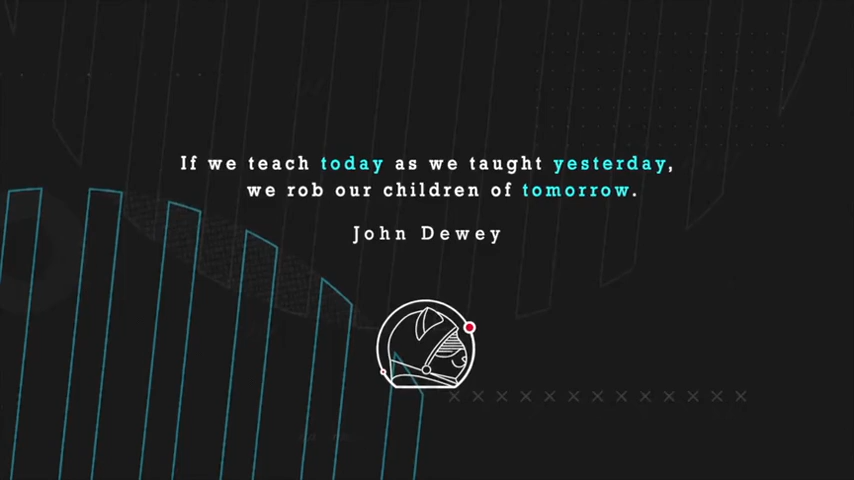 If we teach today as we taught yesterday,
we rob our children of tomorrow.
John Dewey